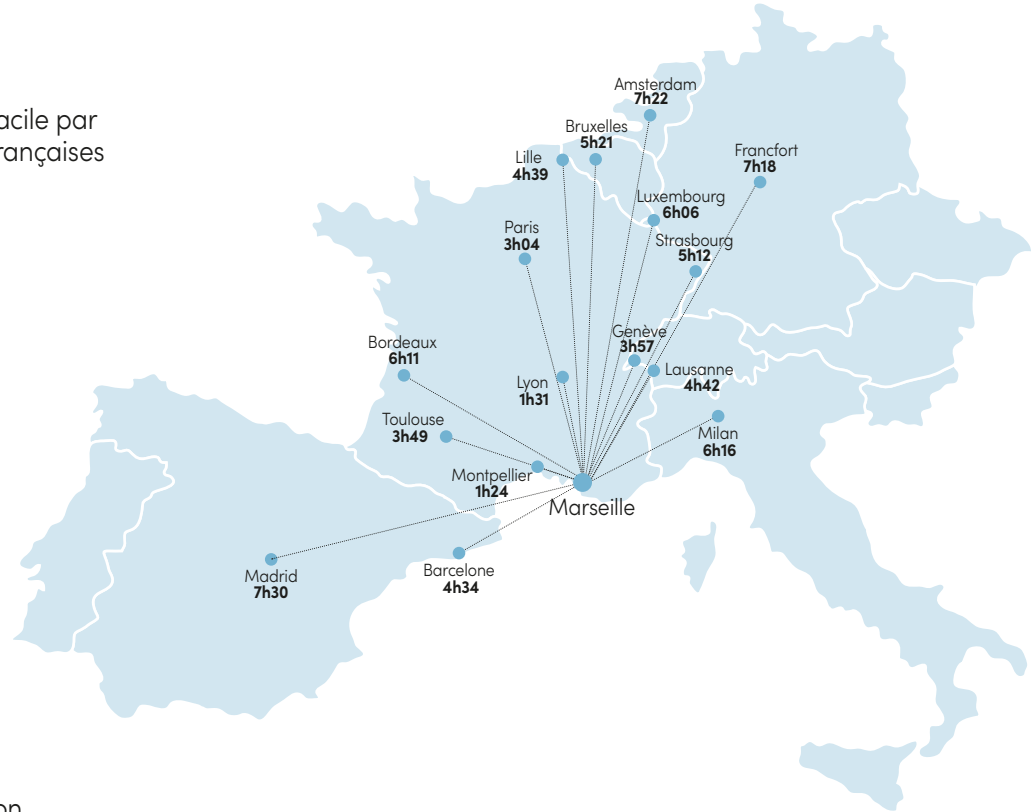 acile par
rançaises
Amsterdam
7h22
Bruxelles
5h21
Lille
4h39
Francfort
7h18
Luxembourg
6h06
Paris
3h04
Strasbourg
5h12
Genève
3h57
Bordeaux
6h11
Lausanne
4h42
Lyon
1h31
Toulouse
3h49
Milan
6h16
Montpellier
1h24
Marseille
Madrid
7h30
Barcelone
4h34
on